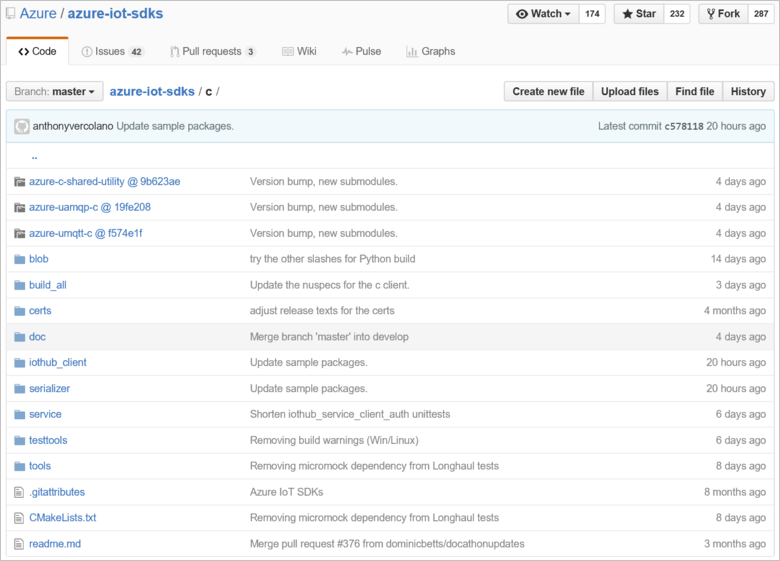 Azure / azure-iot-sdks Watch 174 Star 232 Fork 287
Code Issues 42 Pull requests 3 Wiki Pulse Graphs
Branch: master azure-iot-sdks / c / Create new file Upload files Find file History
anthonyvercolano Update sample packages. Latest commit c578118 20 hours ago
..
azure-c-shared-utility @ 9b623ae Version bump, new submodules. 4 days ago
azure-uamqp-c @ 19fe208 Version bump, new submodules. 4 days ago
azure-umqtt-c @ f574e1f Version bump, new submodules. 4 days ago
blob try the other slashes for Python build 14 days ago
build_all Update the nuspecs for the c client. 3 days ago
certs adjust release texts for the certs 4 months ago
doc Merge branch 'master' into develop 4 days ago
iothub_client Update sample packages. 20 hours ago
serializer Update sample packages. 20 hours ago
service Shorten iothub_service_client_auth unittests 6 days ago
testtools Removing build warnings (Win/Linux) 6 days ago
tools Removing micromock dependency from Longhaul tests 8 days ago
.gitattributes Azure IoT SDKs 8 months ago
CMakeLists.txt Removing micromock dependency from Longhaul tests 8 days ago
readme.md Merge pull request #376 from dominicbetts/docathonupdates 3 months ago